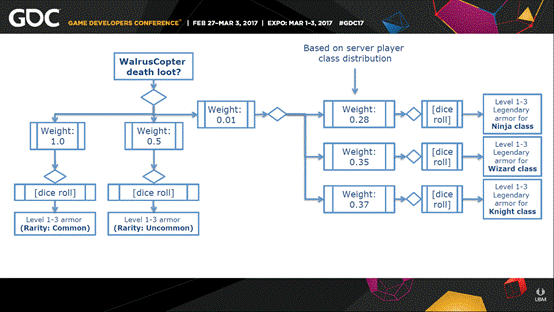 GDC
GAME DEVELOPERS CONFERENCE® | FEB 27-MAR 3, 2017 | EXPO: MAR 1-3, 2017 #GDC17
Based on server player
class distribution
WalrusCopter
death loot?
Weight:
1.0
Weight:
0.5
Weight:
0.01
Weight:
0.28
[dice
roll]
Level 1-3
Legendary
armor for
Ninja class
Weight:
0.35
[dice
roll]
Level 1-3
Legendary
armor for
Wizard class
Weight:
0.37
[dice
roll]
Level 1-3
Legendary
armor for
Knight class
[dice roll]
[dice roll]
Level 1-3 armor
(Rarity: Common)
Level 1-3 armor
(Rarity: Uncommon)
UBM